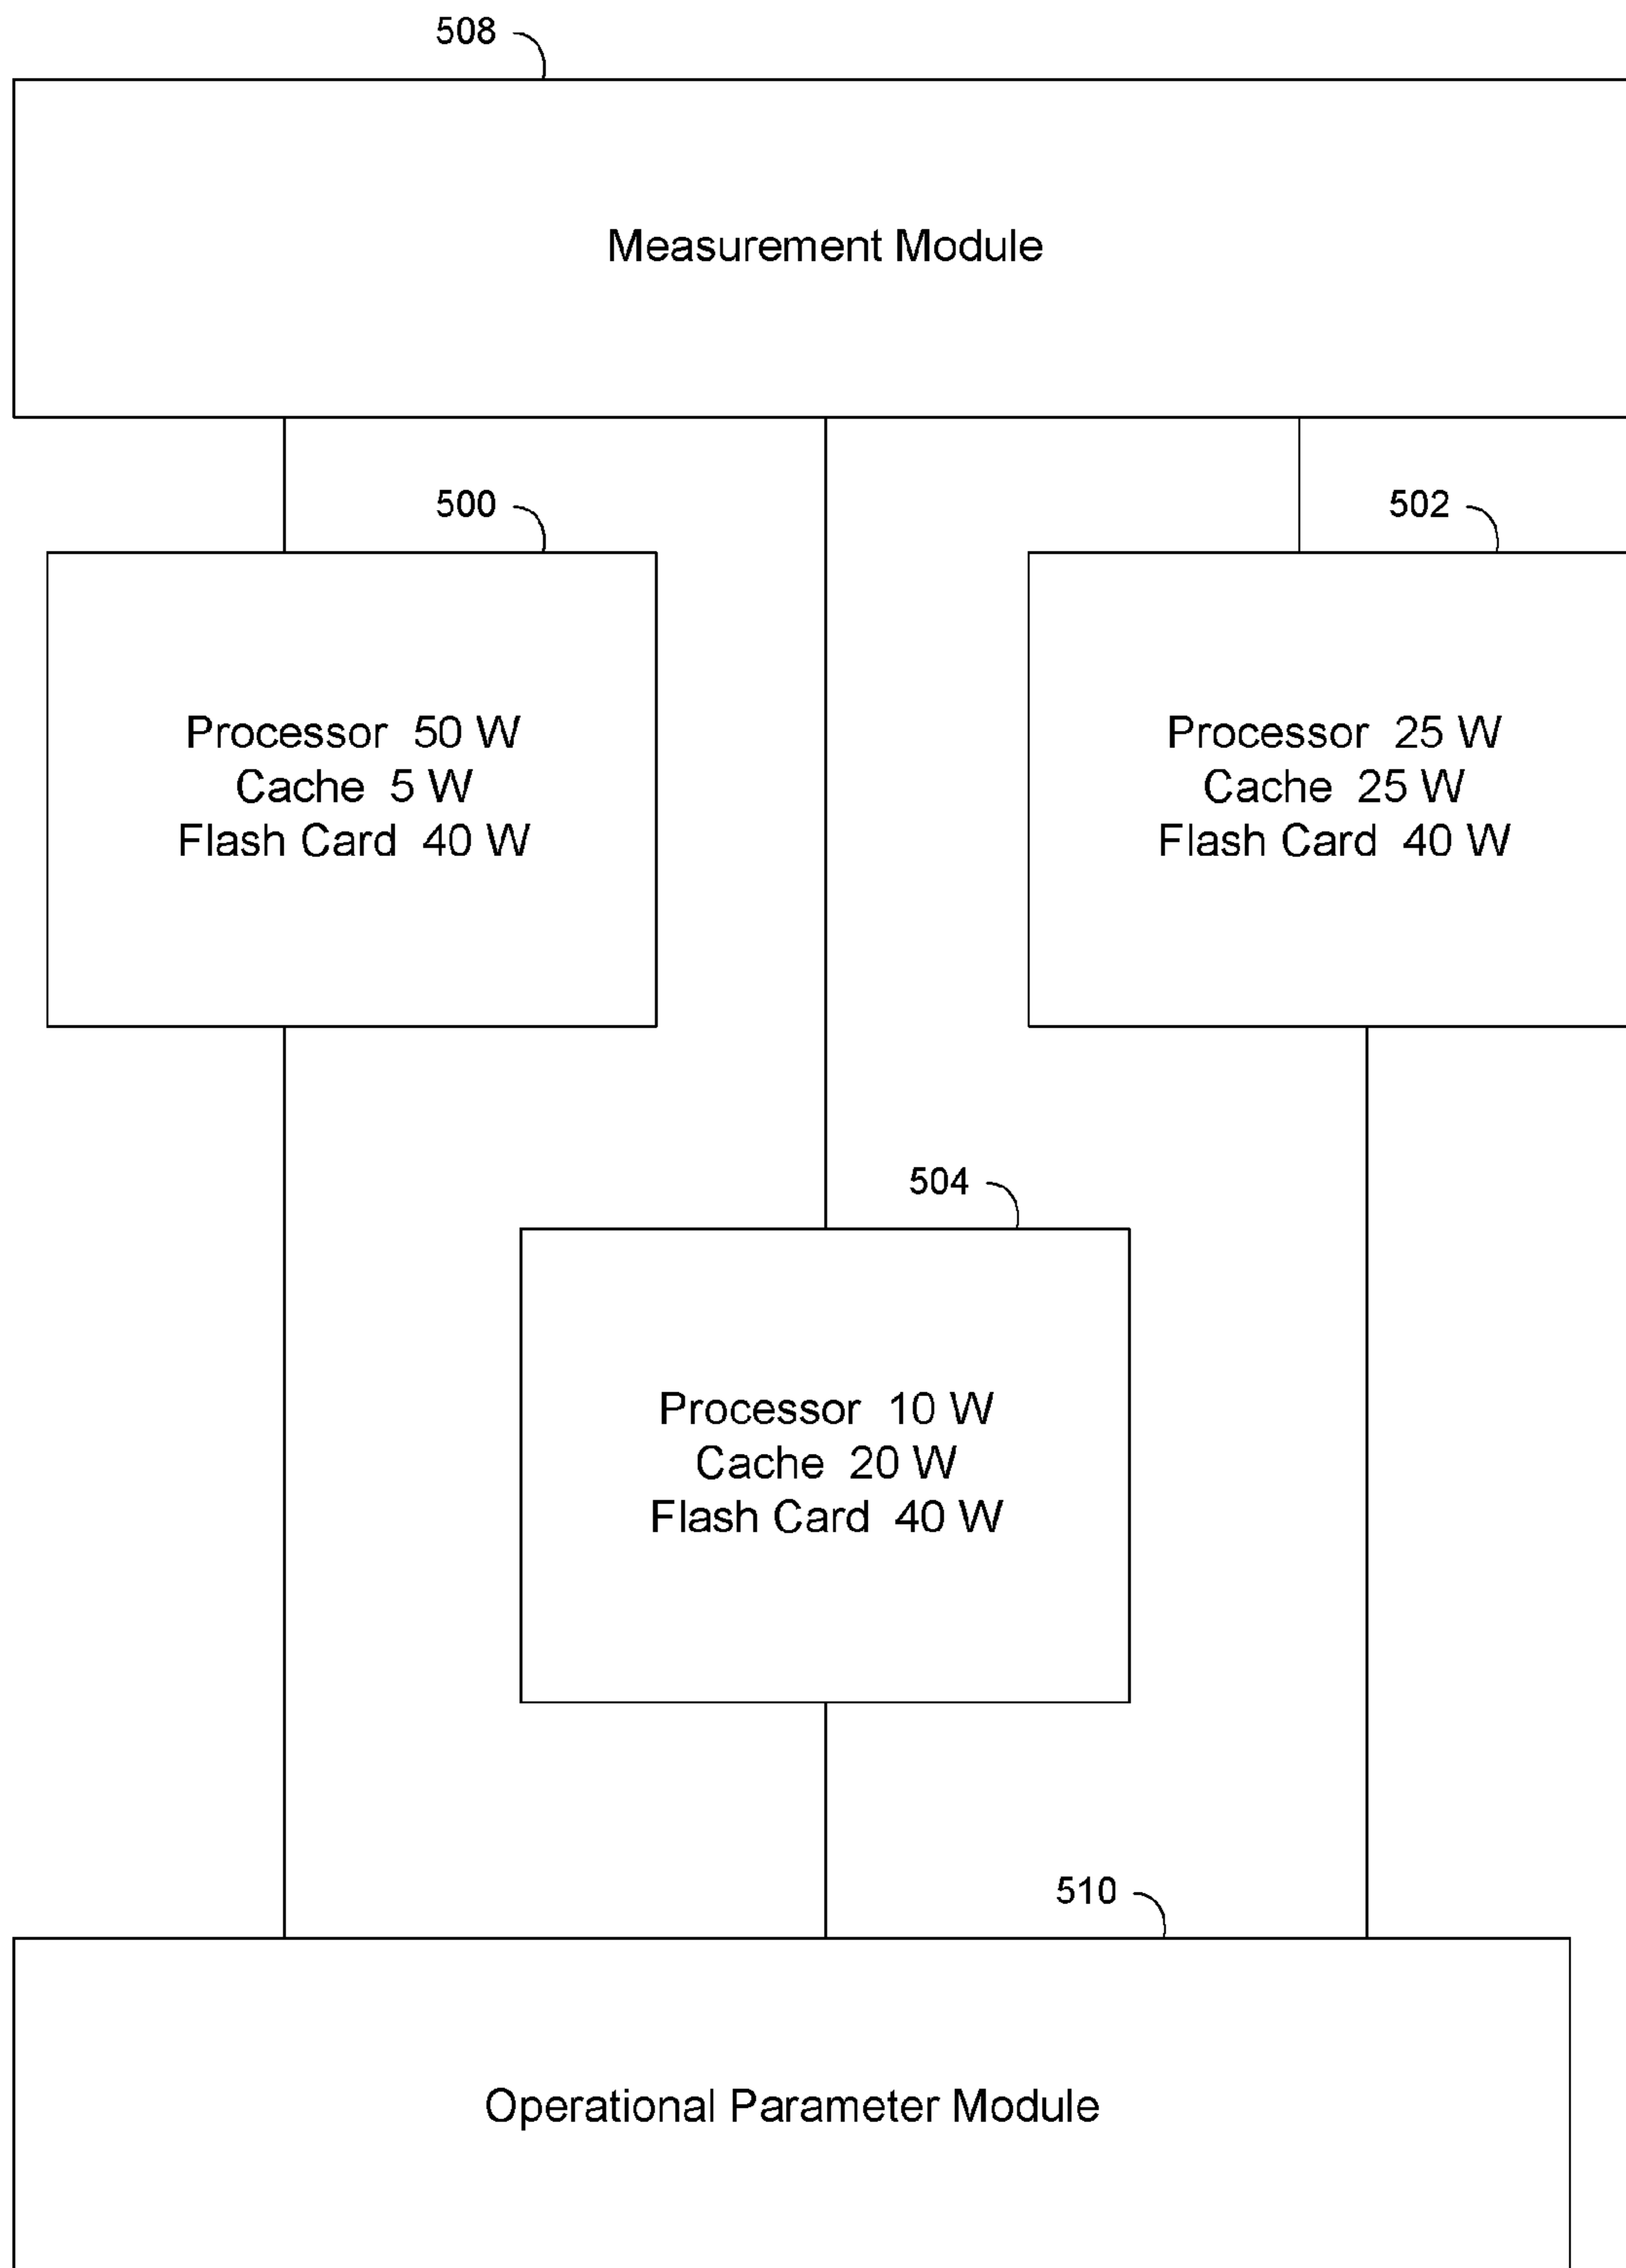 508
Measurement Module
500
502
Processor 50 W
Cache 5 W
Flash Card 40 W
Processor 25 W
Cache 25 W
Flash Card 40 W
504
Processor 10 W
Cache 20 W
Flash Card 40 W
510
Operational Parameter Module